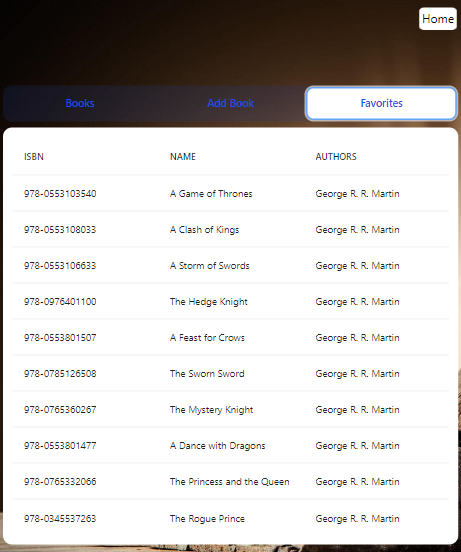 Home
Books Add Book Favorites
ISBN NAME AUTHORS
978-0553103540 A Game of Thrones George R. R. Martin
978-0553108033 A Clash of Kings George R. R. Martin
978-0553106633 A Storm of Swords George R. R. Martin
978-0976401100 The Hedge Knight George R. R. Martin
978-0553801507 A Feast for Crows George R. R. Martin
978-0785126508 The Sworn Sword George R. R. Martin
978-0765360267 The Mystery Knight George R. R. Martin
978-0553801477 A Dance with Dragons George R. R. Martin
978-0765332066 The Princess and the Queen George R. R. Martin
978-0345537263 The Rogue Prince George R. R. Martin